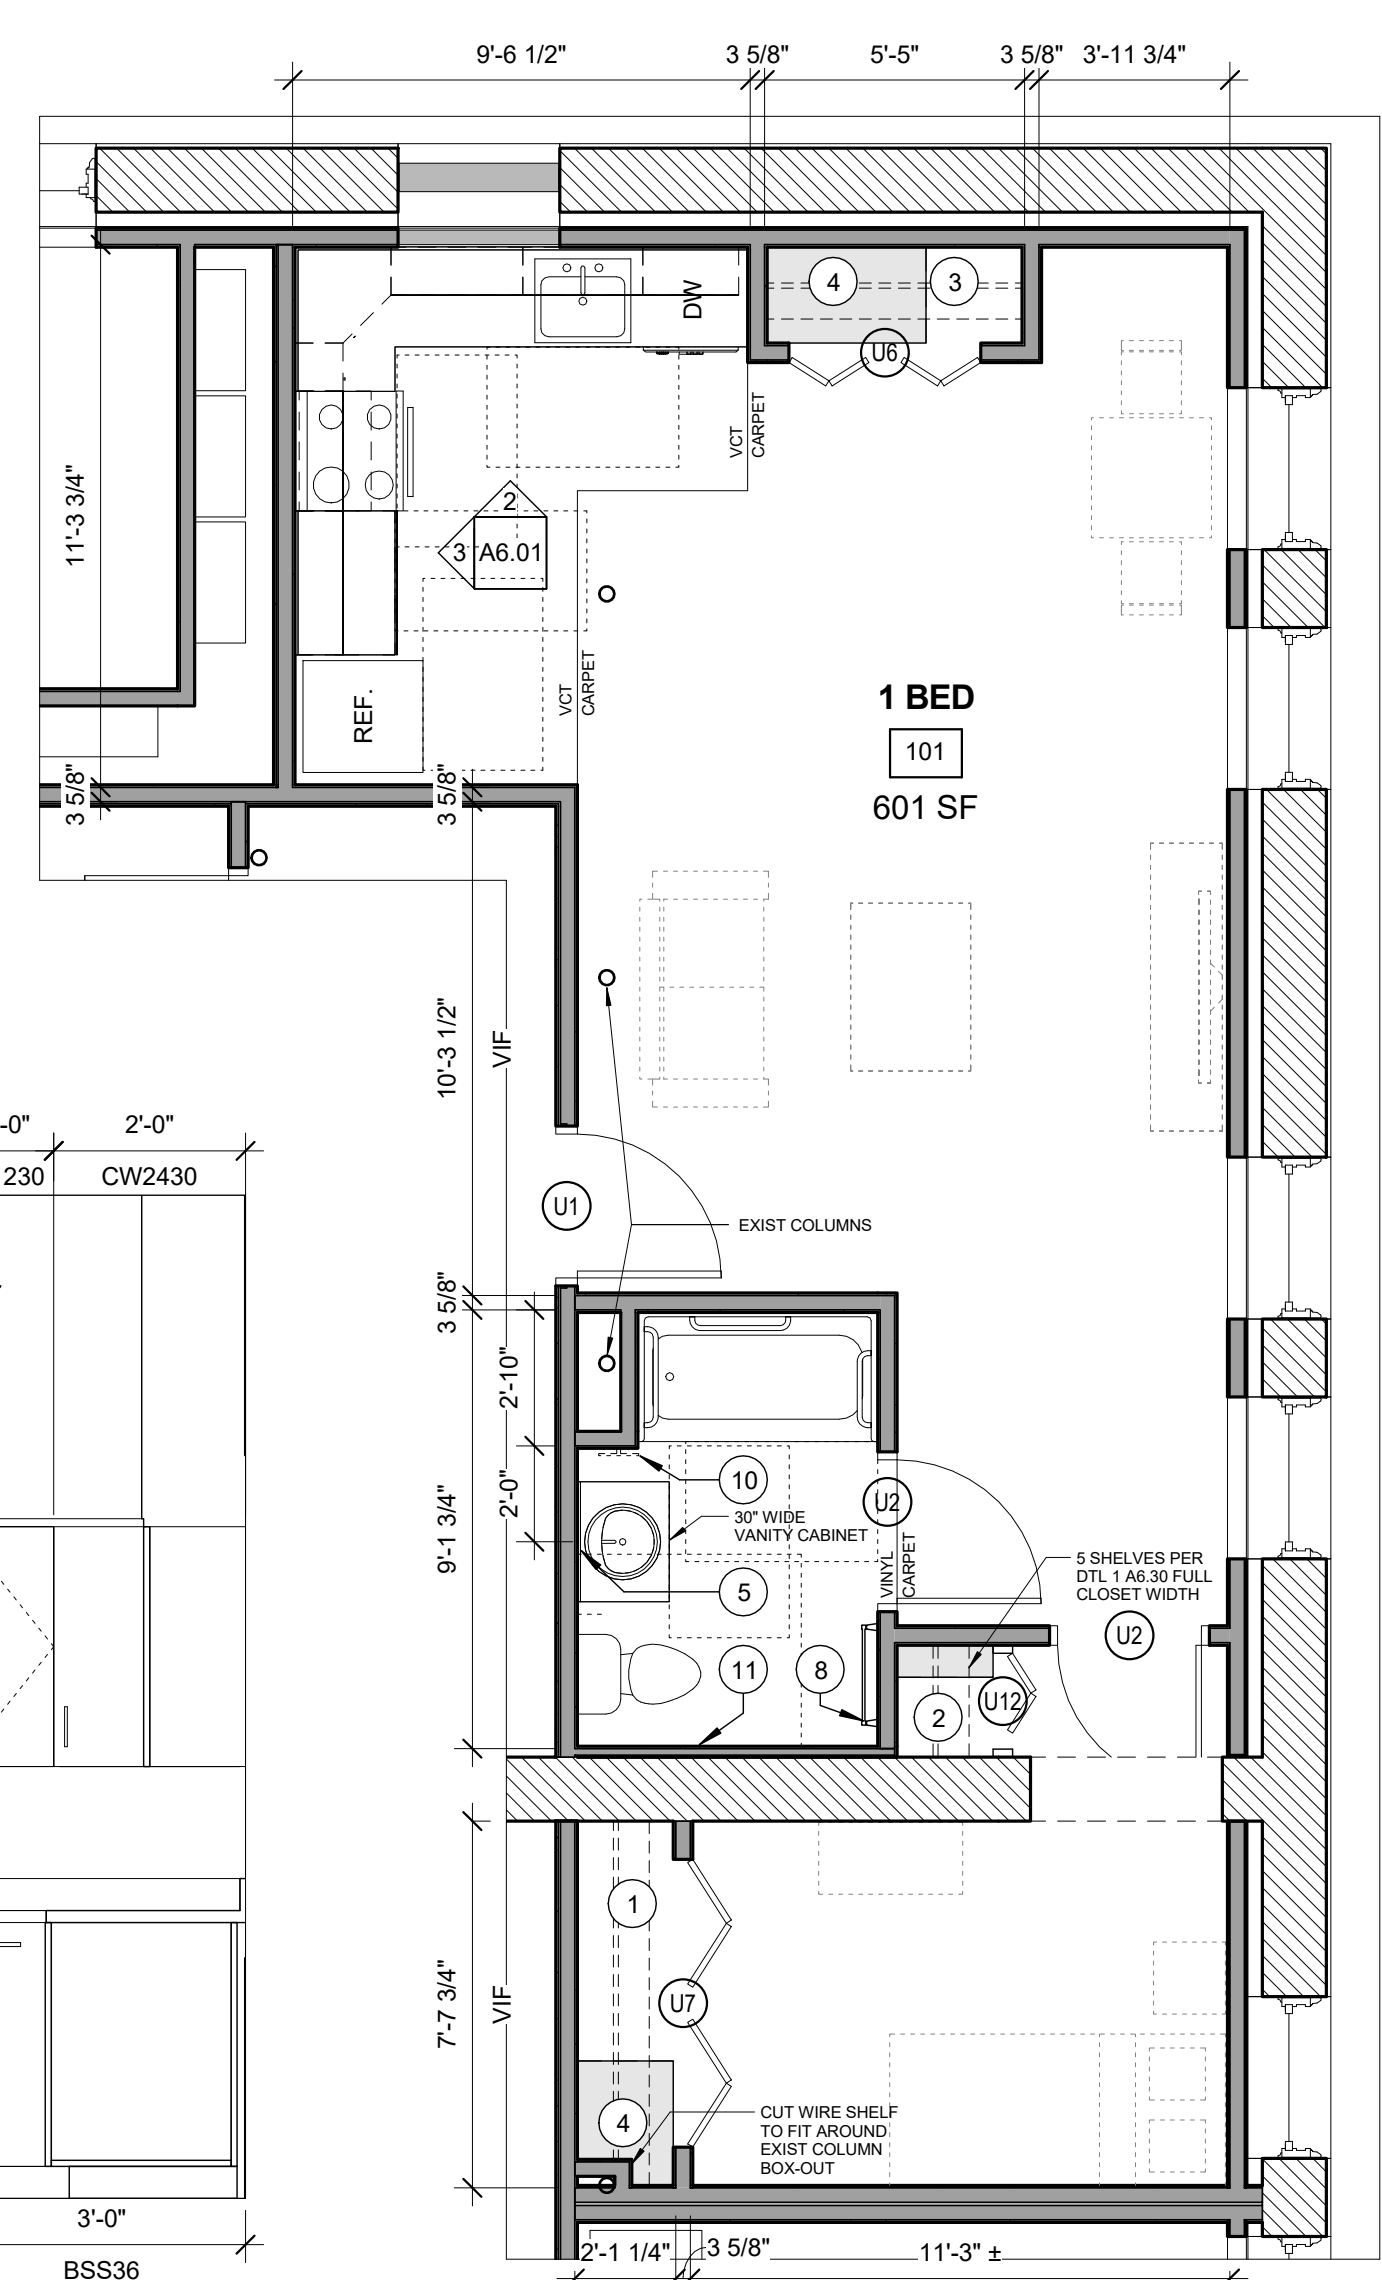 9'-6 1/2"
3 5/8"
5'-5"
3 5/8"
3'-11 3/4"
DW
4
3
U6
VCT
CARPET
11'-3 3/4"
2
3
A6.01
REF.
VCT
CARPET
1 BED
101
601 SF
3 5/8"
3 5/8"
10'-3 1/2"
VIF
-0"
2'-0"
230
CW2430
U1
EXIST COLUMNS
3 5/8"
2'-10"
2'-0"
9'-1 3/4"
10
30" WIDE
VANITY CABINET
U2
VINYL
CARPET
5
5 SHELVES PER
DTL 1 A6.30 FULL
CLOSET WIDTH
U2
11
8
2
U12
1
U7
7'-7 3/4"
VIF
4
CUT WIRE SHELF
TO FIT AROUND
EXIST COLUMN
BOX-OUT
3'-0"
BSS36
2'-1 1/4"
3 5/8"
11'-3" ±